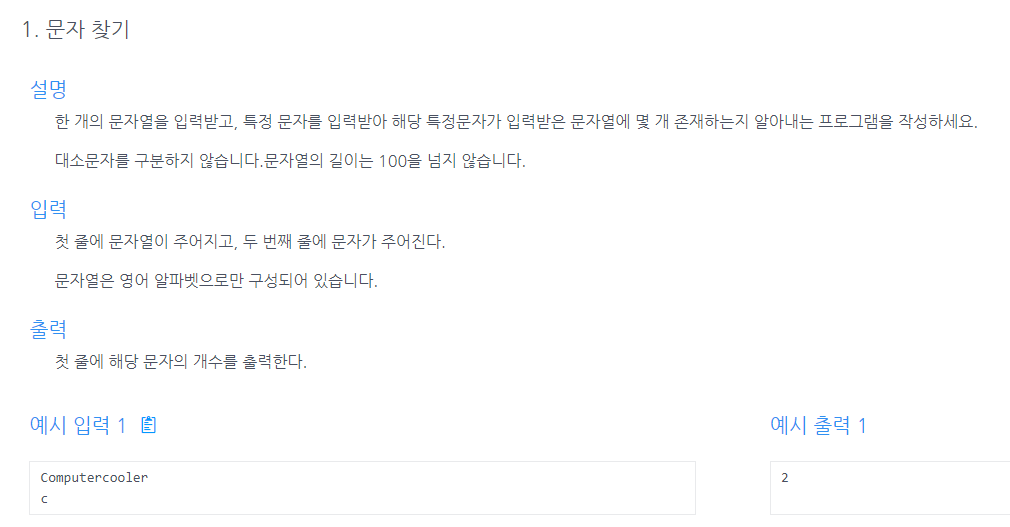 1. 문자 찾기
설명
한 개의 문자열을 입력받고, 특정 문자를 입력받아 해당 특정문자가 입력받은 문자열에 몇 개 존재하는지 알아내는 프로그램을 작성하세요.
대소문자를 구분하지 않습니다.문자열의 길이는 100을 넘지 않습니다.
입력
첫 줄에 문자열이 주어지고, 두 번째 줄에 문자가 주어진다.
문자열은 영어 알파벳으로만 구성되어 있습니다.
출력
첫 줄에 해당 문자의 개수를 출력한다.
예시 입력 1
Computercooler
c
예시 출력 1
2